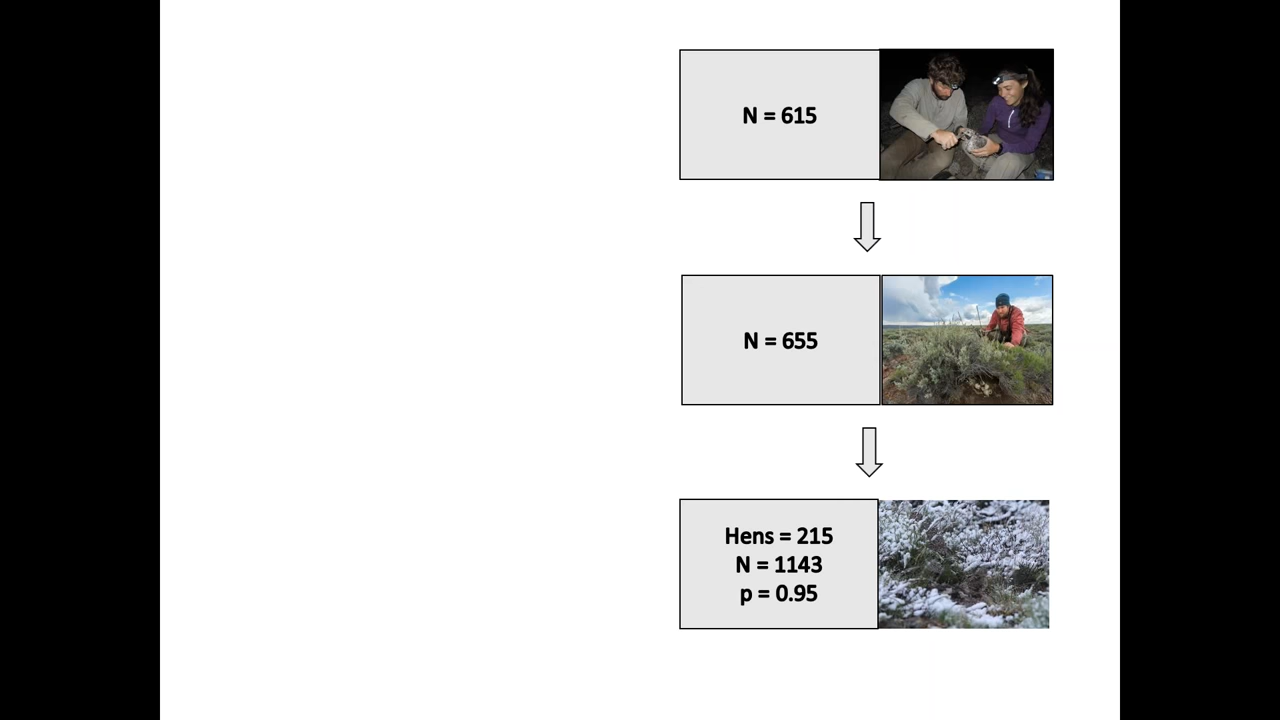 N = 615
N = 655
Hens = 215
N = 1143
p = 0.95